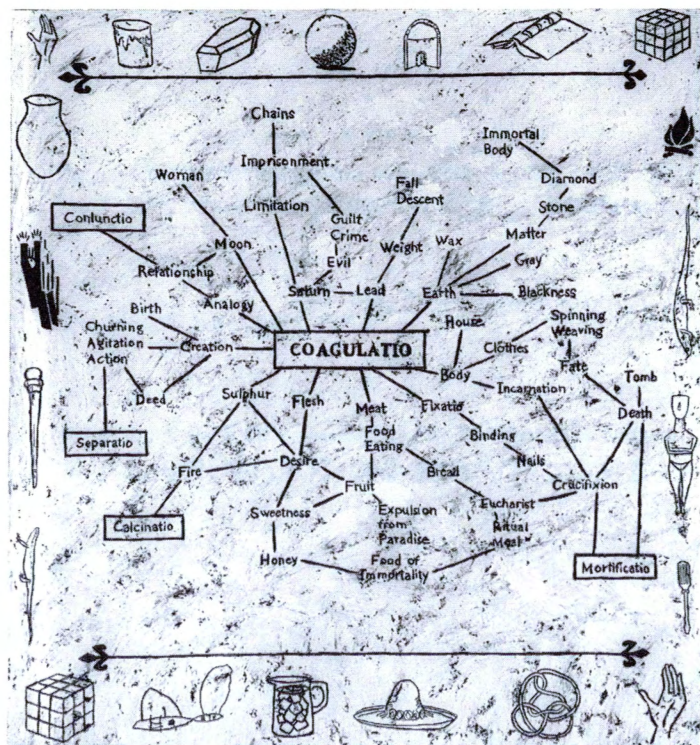 Chains
Immortal
Body
Imprisonment
Woman
Fall
Descent
Diamond
Limitation
Stone
Coniunctio
Guilt
Crime
Moon
Weight
Wax
Matter
Evil
Gray
Relationship
Saturn
Lead
Earth
Blackness
Analogy
Birth
House
Spinning
Weaving
Churning
Agitation
Action
Creation
COAGULATIO
Clothes
Fate
Body
Tomb
Incarnation
Sulphur
Deed
Flesh
Meat
Fixatio
Death
Food
Eating
Binding
Separatio
Nails
Fire
Desire
Bread
Fruit
Crucifixion
Sweetness
Expulsion
from
Paradise
Eucharist
Ritual
Meal
Calcinatio
Honey
Food of
Immortality
Mortificatio